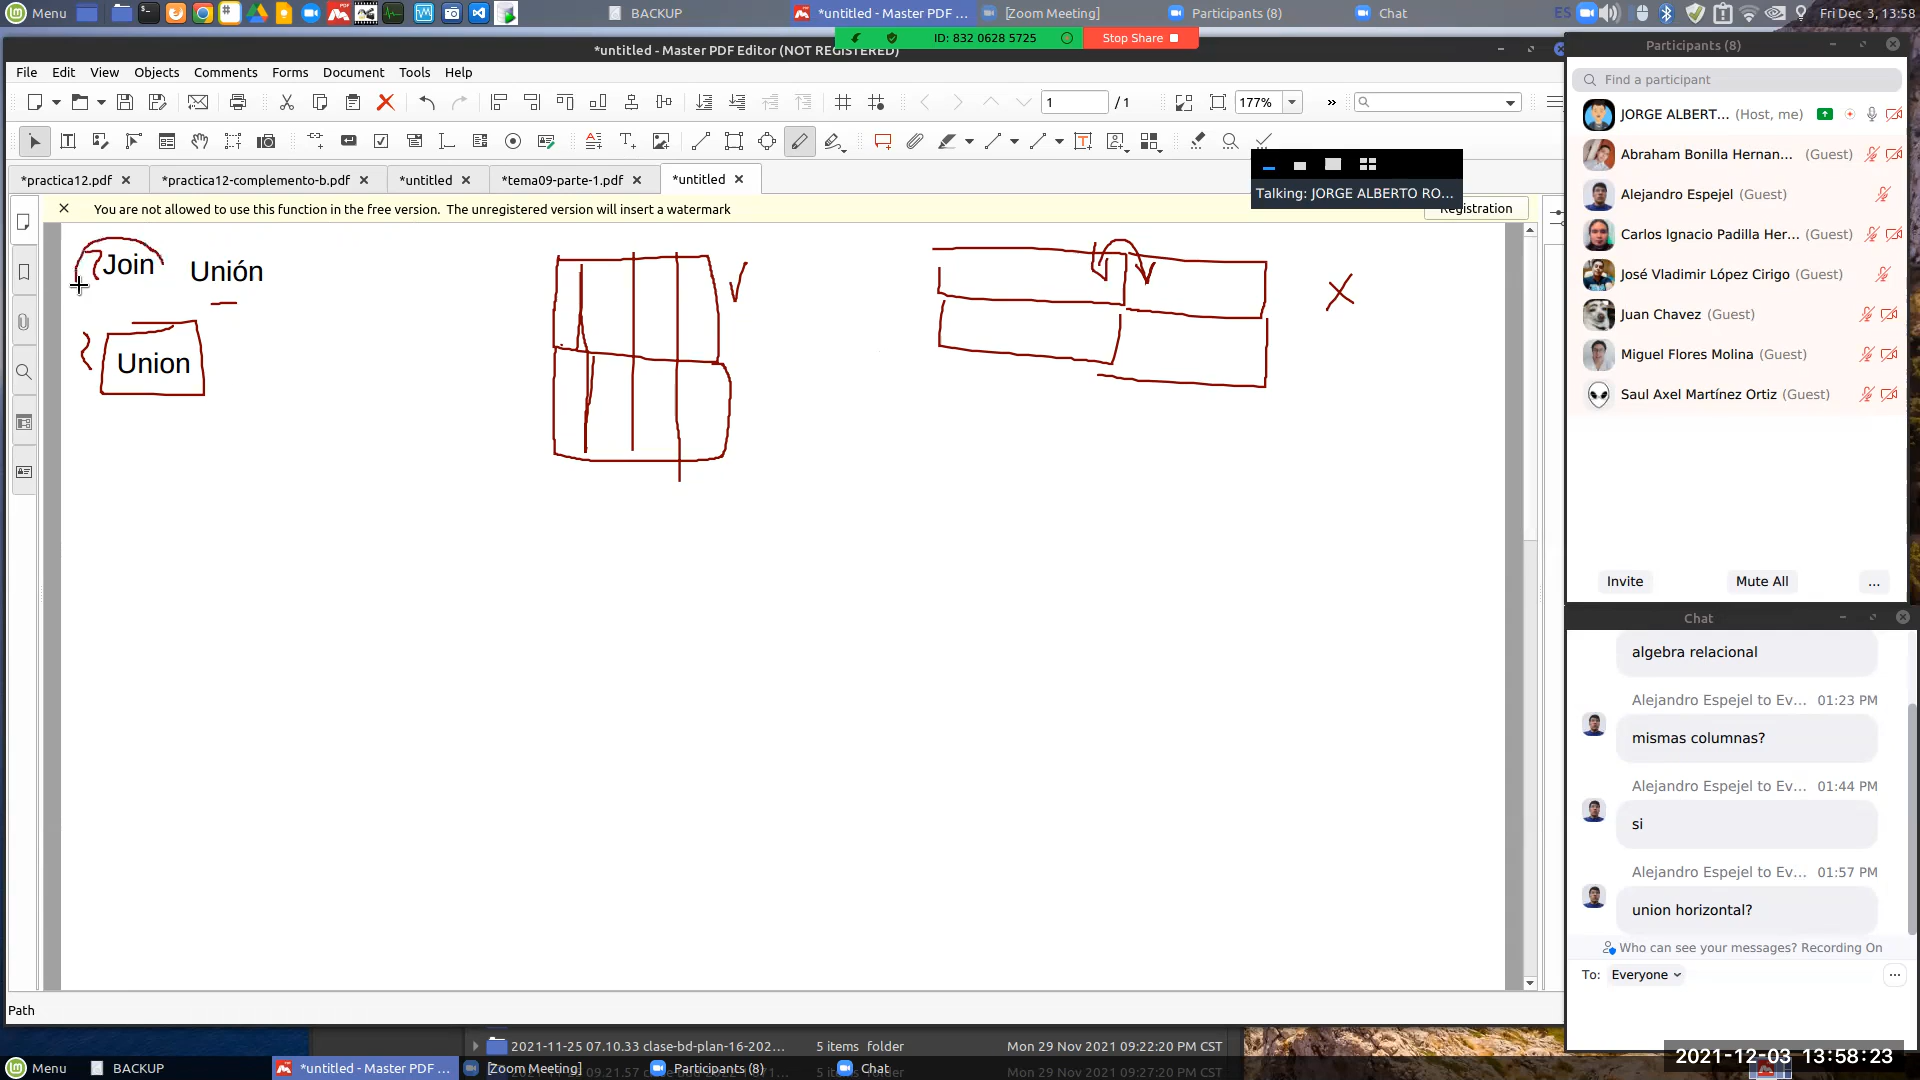 Menu
BACKUP
*untitled - Master PDF ...
[Zoom Meeting]
Participants (8)
Chat
ES
Fri Dec 3, 13:58
ID: 832 0628 5725
Stop Share
*untitled - Master PDF Editor (NOT REGISTERED)
File Edit View Objects Comments Forms Document Tools Help
1 / 1
177%
»
*practica12.pdf
*practica12-complemento-b.pdf
*untitled
*tema09-parte-1.pdf
*untitled
Talking: JORGE ALBERTO RO...
You are not allowed to use this function in the free version. The unregistered version will insert a watermark
Registration
Join
Unión
Union
Path
Participants (8)
Find a participant
JORGE ALBERT... (Host, me)
Abraham Bonilla Hernan... (Guest)
Alejandro Espejel (Guest)
Carlos Ignacio Padilla Her... (Guest)
José Vladimir López Cirigo (Guest)
Juan Chavez (Guest)
Miguel Flores Molina (Guest)
Saul Axel Martínez Ortiz (Guest)
Invite
Mute All
...
Chat
algebra relacional
Alejandro Espejel to Ev... 01:23 PM
mismas columnas?
Alejandro Espejel to Ev... 01:44 PM
si
Alejandro Espejel to Ev... 01:57 PM
union horizontal?
Who can see your messages? Recording On
To: Everyone
2021-11-25 07.10.33 clase-bd-plan-16-202... 5 items folder Mon 29 Nov 2021 09:22:20 PM CST
Menu
BACKUP
*untitled - Master PDF ...
[Zoom Meeting]
Participants (8)
Chat
2021-12-03 13:58:23